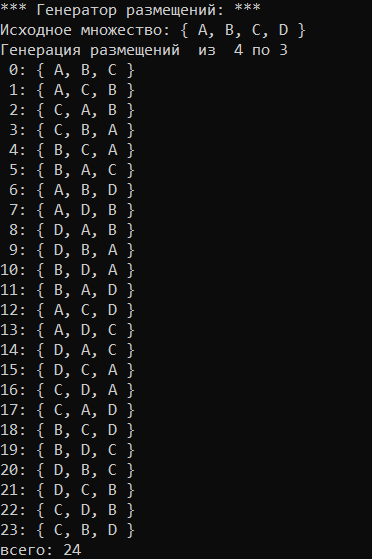 *** Генератор размещений: ***
Исходное множество: { A, B, C, D }
Генерация размещений  из  4 по 3
 0: { A, B, C }
 1: { A, C, B }
 2: { C, A, B }
 3: { C, B, A }
 4: { B, C, A }
 5: { B, A, C }
 6: { A, B, D }
 7: { A, D, B }
 8: { D, A, B }
 9: { D, B, A }
10: { B, D, A }
11: { B, A, D }
12: { A, C, D }
13: { A, D, C }
14: { D, A, C }
15: { D, C, A }
16: { C, D, A }
17: { C, A, D }
18: { B, C, D }
19: { B, D, C }
20: { D, B, C }
21: { D, C, B }
22: { C, D, B }
23: { C, B, D }
всего: 24